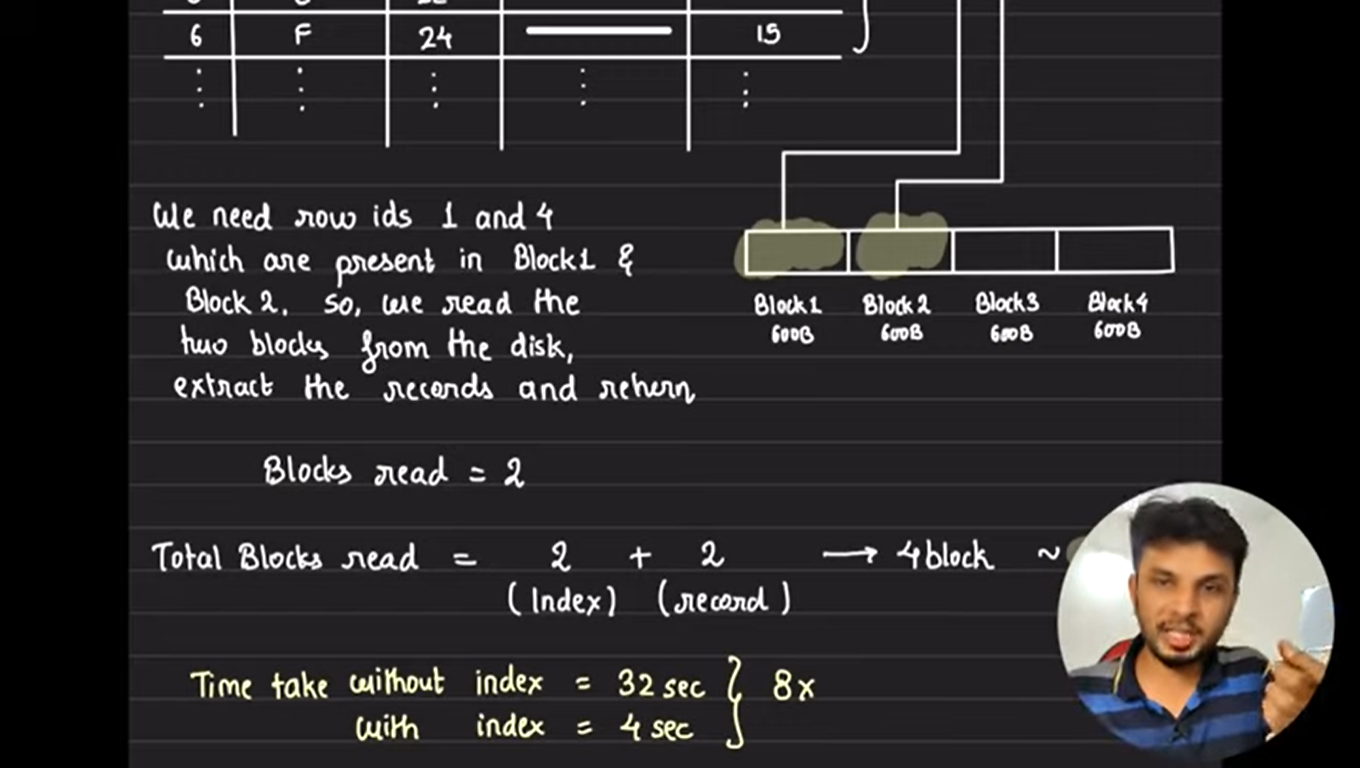 6 F 24 15
We need row ids 1 and 4
which are present in Block1 &
Block 2. So, we read the
two blocks from the disk,
extract the records and return
Block1 Block2 Block3 Block4
600B 600B 600B 600B
Blocks read = 2
Total Blocks read = 2 + 2 → 4 block ~
(Index) (record)
Time take without index = 32 sec } 8x
with index = 4 sec